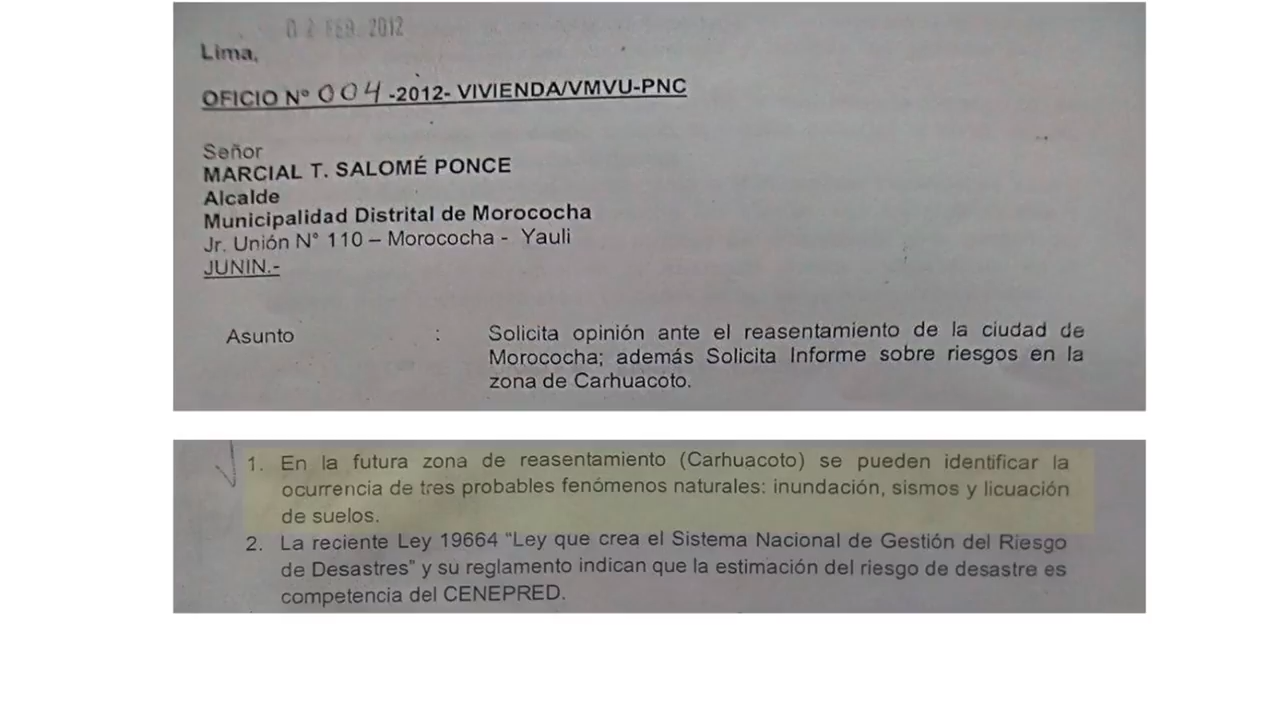 02 FEB. 2012
Lima,
OFICIO N° 004 -2012- VIVIENDA/VMVU-PNC
Señor
MARCIAL T. SALOMÉ PONCE
Alcalde
Municipalidad Distrital de Morococha
Jr. Unión N° 110 – Morococha - Yauli
JUNIN.-
Asunto : Solicita opinión ante el reasentamiento de la ciudad de
Morococha; además Solicita Informe sobre riesgos en la
zona de Carhuacoto.
1. En la futura zona de reasentamiento (Carhuacoto) se pueden identificar la
ocurrencia de tres probables fenómenos naturales: inundación, sismos y licuación
de suelos.
2. La reciente Ley 19664 “Ley que crea el Sistema Nacional de Gestión del Riesgo
de Desastres” y su reglamento indican que la estimación del riesgo de desastre es
competencia del CENEPRED.